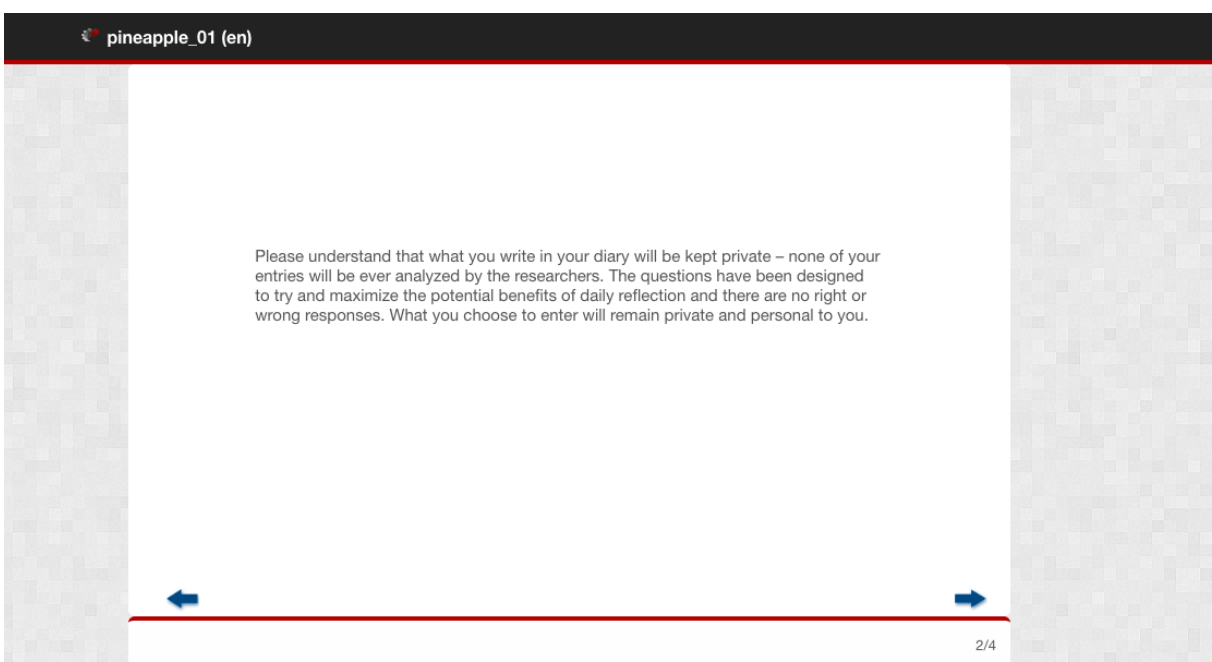 pineapple_01 (en)
Please understand that what you write in your diary will be kept private – none of your
entries will be ever analyzed by the researchers. The questions have been designed
to try and maximize the potential benefits of daily reflection and there are no right or
wrong responses. What you choose to enter will remain private and personal to you.
2/4